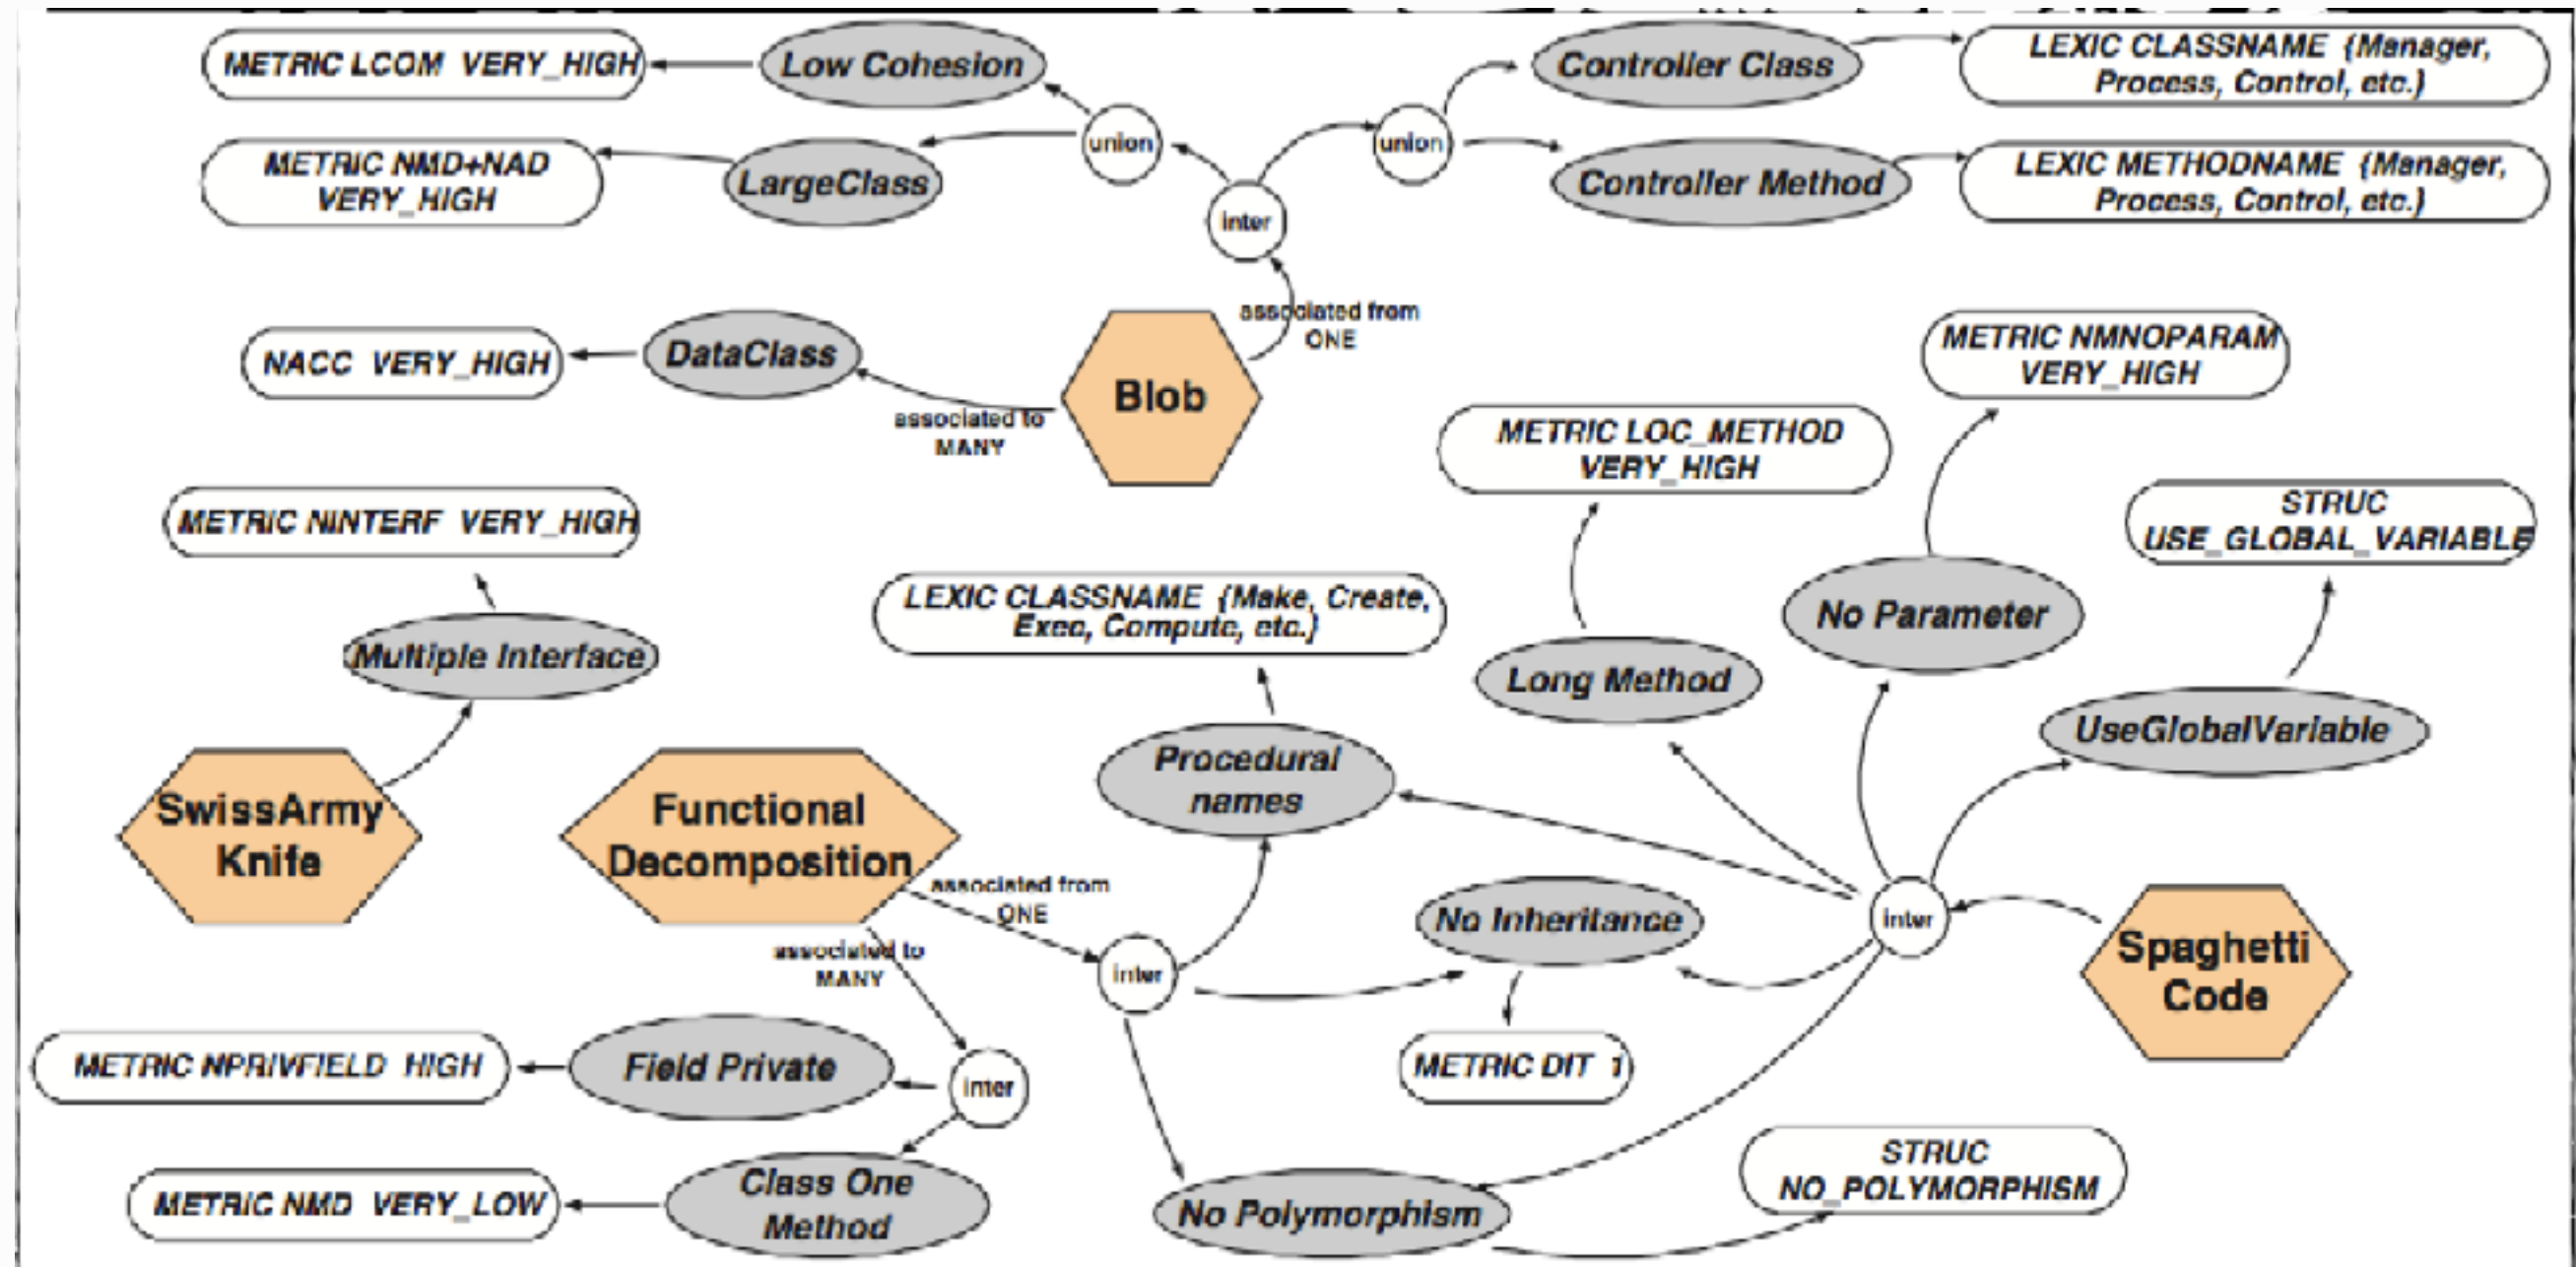 METRIC LCOM VERY_HIGH
Low Cohesion
Controller Class
LEXIC CLASSNAME {Manager,
Process, Control, etc.}
union
union
METRIC NMD+NAD
VERY_HIGH
LargeClass
Controller Method
LEXIC METHODNAME {Manager,
Process, Control, etc.}
inter
associated from
ONE
NACC VERY_HIGH
DataClass
Blob
associated to
MANY
METRIC NMNOPARAM
VERY_HIGH
METRIC LOC_METHOD
VERY_HIGH
METRIC NINTERF VERY_HIGH
STRUC
USE_GLOBAL_VARIABLE
LEXIC CLASSNAME {Make, Create,
Exec, Compute, etc.}
No Parameter
Multiple Interface
Long Method
UseGlobalVariable
Procedural
names
SwissArmy
Knife
Functional
Decomposition
associated from
ONE
associated to
MANY
No Inheritance
inter
inter
Spaghetti
Code
METRIC NPRIVFIELD HIGH
Field Private
inter
METRIC DIT 1
METRIC NMD VERY_LOW
Class One
Method
No Polymorphism
STRUC
NO_POLYMORPHISM